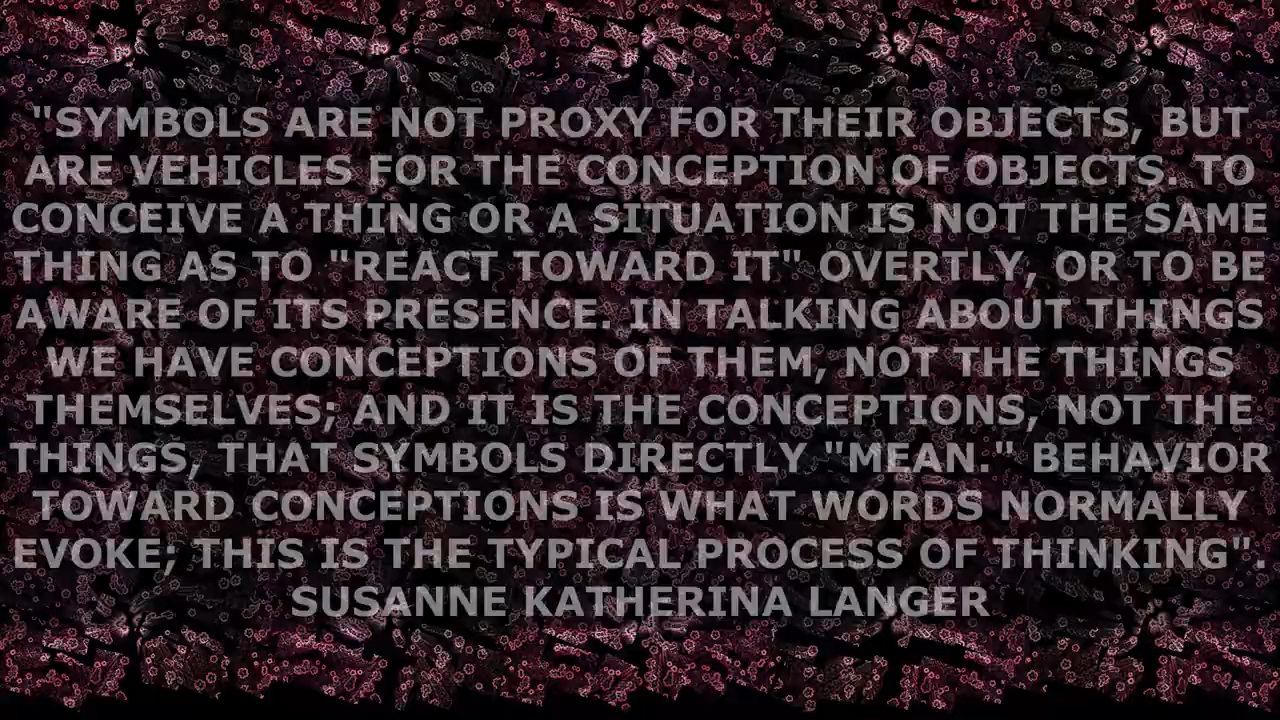 "SYMBOLS ARE NOT PROXY FOR THEIR OBJECTS, BUT
ARE VEHICLES FOR THE CONCEPTION OF OBJECTS. TO
CONCEIVE A THING OR A SITUATION IS NOT THE SAME
THING AS TO "REACT TOWARD IT" OVERTLY, OR TO BE
AWARE OF ITS PRESENCE. IN TALKING ABOUT THINGS
WE HAVE CONCEPTIONS OF THEM, NOT THE THINGS
THEMSELVES; AND IT IS THE CONCEPTIONS, NOT THE
THINGS, THAT SYMBOLS DIRECTLY "MEAN." BEHAVIOR
TOWARD CONCEPTIONS IS WHAT WORDS NORMALLY
EVOKE; THIS IS THE TYPICAL PROCESS OF THINKING".
SUSANNE KATHERINA LANGER